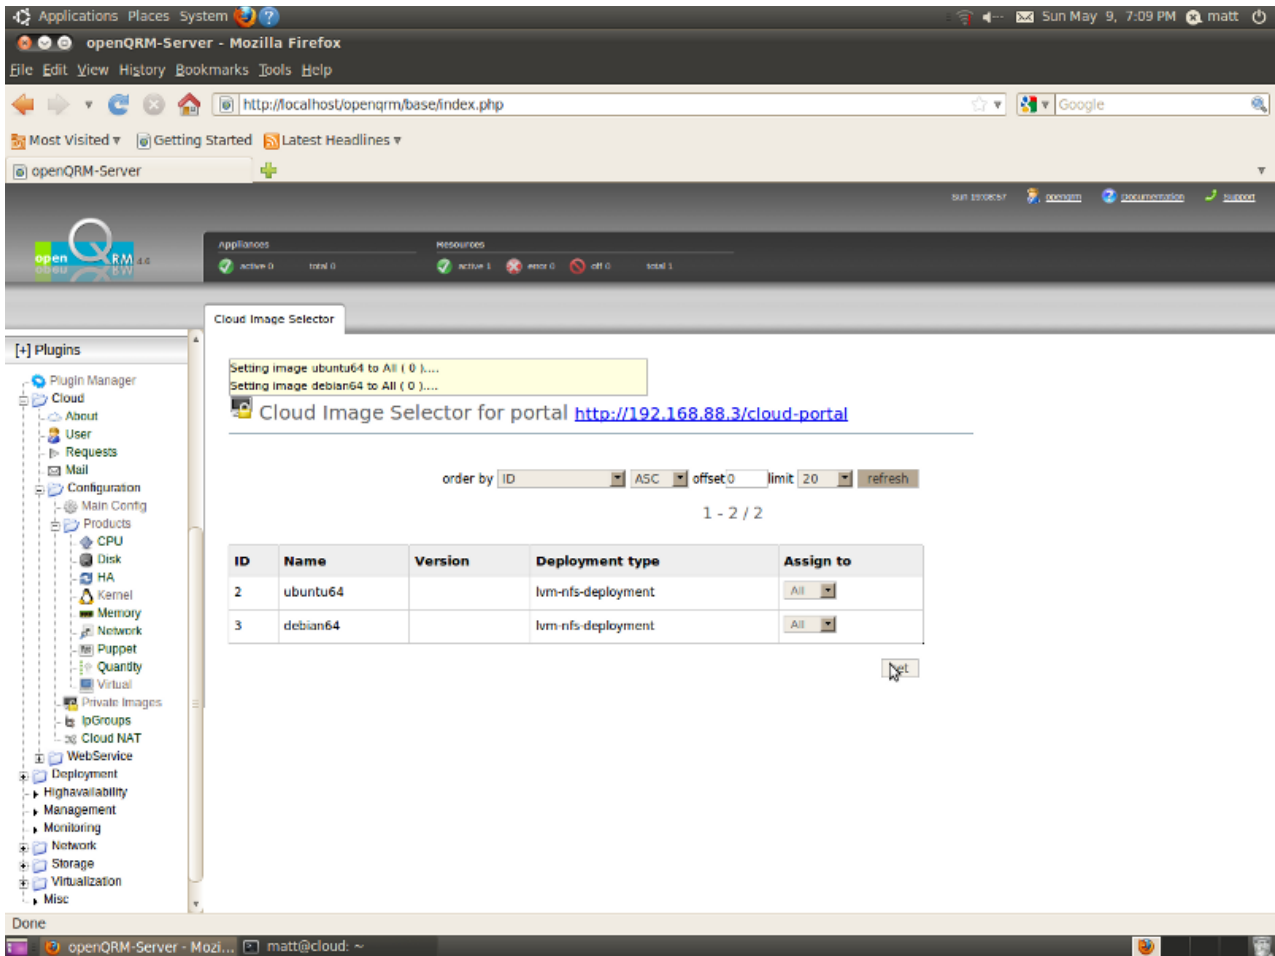 Applications Places System
Sun May 9, 7:09 PM matt
openQRM-Server - Mozilla Firefox
File Edit View History Bookmarks Tools Help
http://localhost/openqrm/base/index.php
Google
Most Visited Getting Started Latest Headlines
openQRM-Server
openqrm Documentation Support
open QRM
Appliances Resources
active 0 total 0 active 1 error 0 off 0 total 1
Cloud Image Selector
[+] Plugins
Plugin Manager
Cloud
About
User
Requests
Mail
Configuration
Main Config
Products
CPU
Disk
HA
Kernel
Memory
Network
Puppet
Quantity
Virtual
Private Images
IpGroups
Cloud NAT
WebService
Deployment
Highavailability
Management
Monitoring
Network
Storage
Virtualization
Misc
Setting image ubuntu64 to All ( 0 )....
Setting image debian64 to All ( 0 )....
Cloud Image Selector for portal http://192.168.88.3/cloud-portal
order by ID ASC offset 0 limit 20 refresh
1 - 2 / 2
ID Name Version Deployment type Assign to
2 ubuntu64 lvm-nfs-deployment All
3 debian64 lvm-nfs-deployment All
Done
openQRM-Server - Mozi... matt@cloud: ~